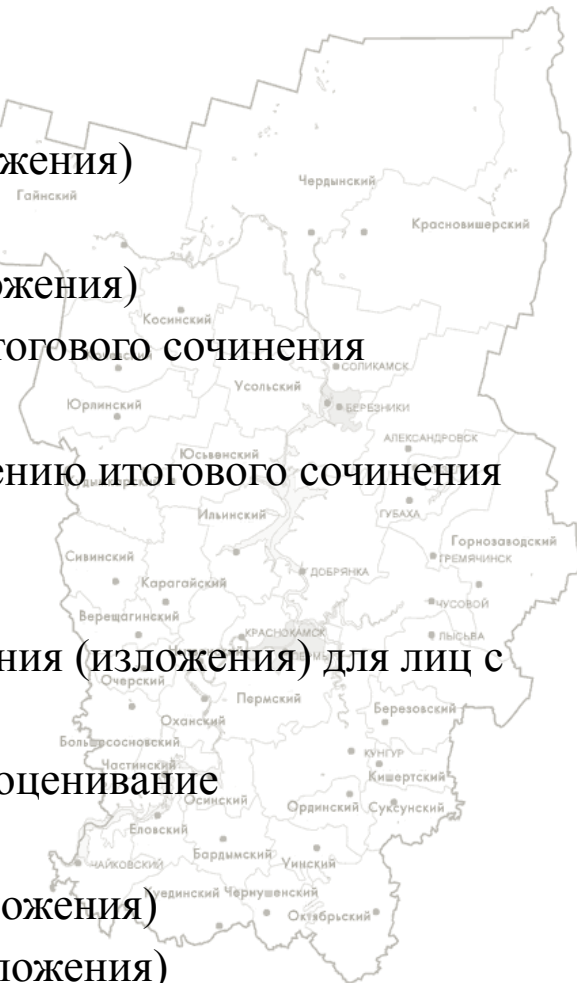 жения)
Гайнский
Чердынский
Красновишерский
ожения)
Косинский
тогового сочинения
СОЛИКАМСК
Усольский
БЕРЕЗНИКИ
Юрлинский
АЛЕКСАНДРОВСК
Юсьвенский
ению итогового сочинения
Ильинский
ГУБАХА
Горнозаводский
Сивинский
ГРЕМЯЧИНСК
ДОБРЯНКА
Карагайский
Верещагинский
ЧУСОВОЙ
КРАСНОКАМСК
ЛЫСЬВА
ния (изложения) для лиц с
Очерский
Пермский
Березовский
Оханский
Большесосновский
КУНГУР
Частинский
Кишертский
оценивание
Осинский
Ординский Суксунский
Еловский
Бардымский
Уинский
ЧАЙКОВСКИЙ
Чернушенский
ожения)
Октябрьский
ложения)